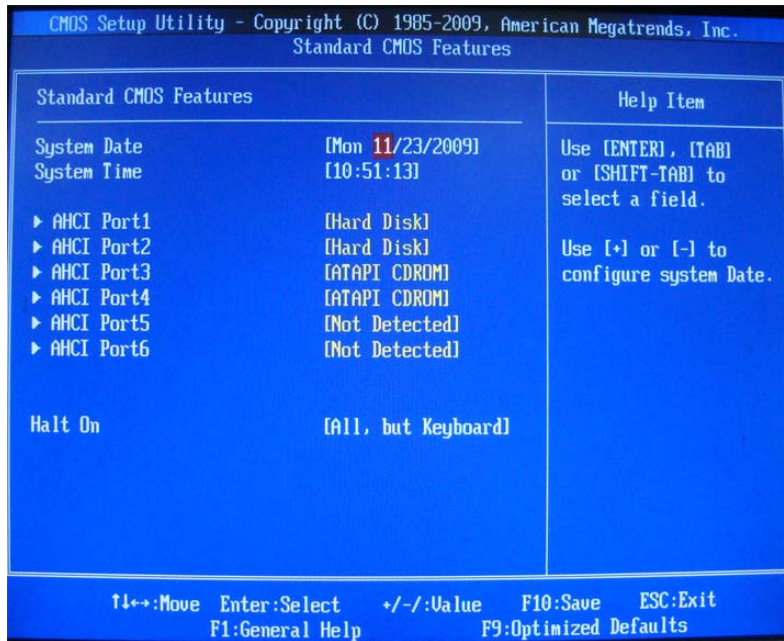 CMOS Setup Utility - Copyright (C) 1985-2009, American Megatrends, Inc.
Standard CMOS Features
Standard CMOS Features
Help Item
System Date [Mon 11/23/2009]
System Time [10:51:13]
Use [ENTER], [TAB]
or [SHIFT-TAB] to
select a field.
Use [+] or [-] to
configure system Date.
▶ AHCI Port1 [Hard Disk]
▶ AHCI Port2 [Hard Disk]
▶ AHCI Port3 [ATAPI CDROM]
▶ AHCI Port4 [ATAPI CDROM]
▶ AHCI Port5 [Not Detected]
▶ AHCI Port6 [Not Detected]
Halt On [All, but Keyboard]
↑↓←→:Move Enter:Select +/-/:Value F10:Save ESC:Exit
F1:General Help F9:Optimized Defaults